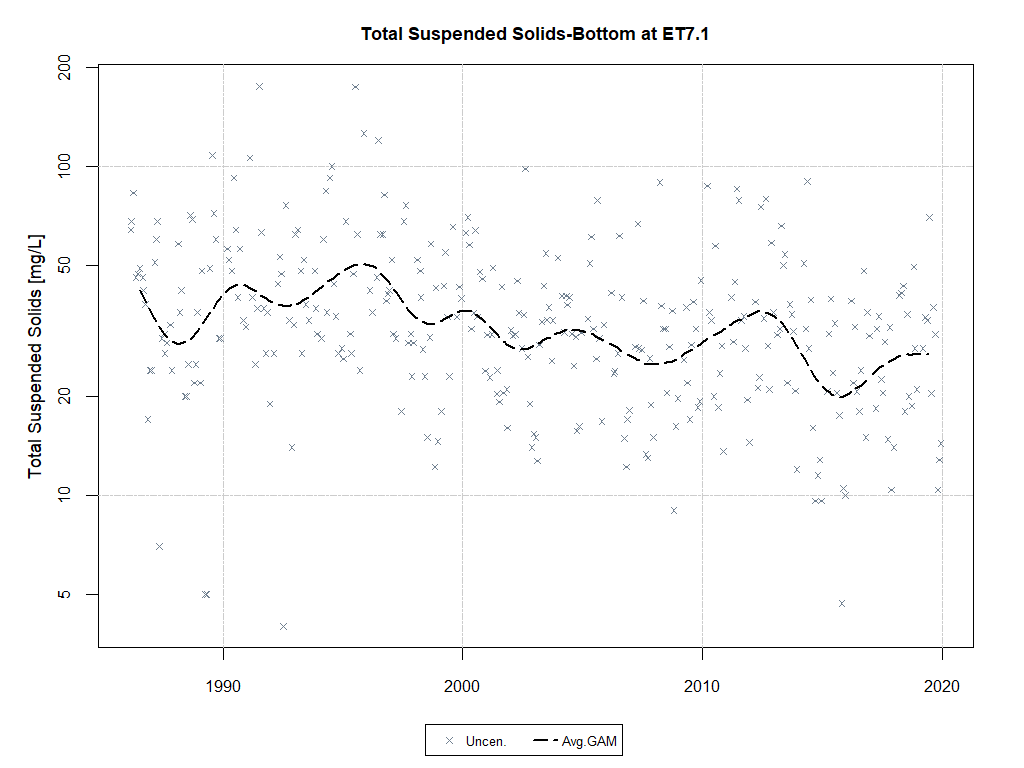 Total Suspended Solids-Bottom at ET7.1
Total Suspended Solids [mg/L]
200
100
50
20
10
5
1990 2000 2010 2020
Uncen. Avg.GAM